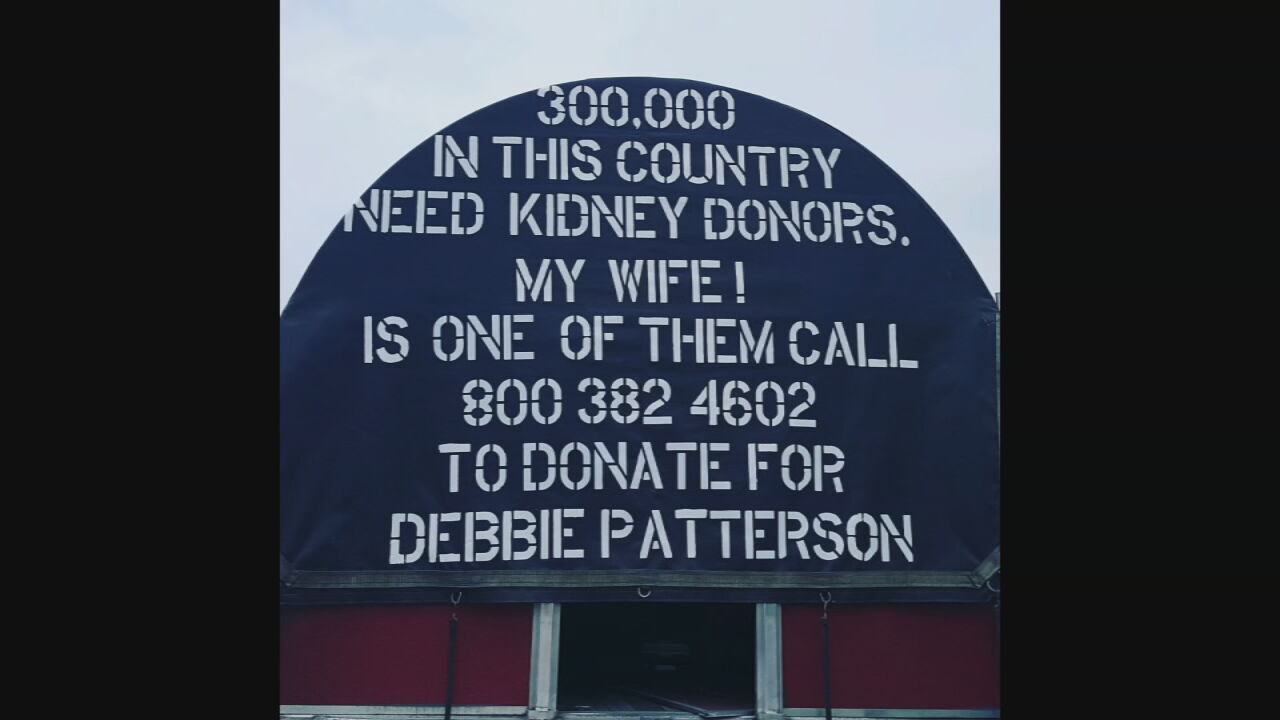 300,000
IN THIS COUNTRY
NEED KIDNEY DONORS.
MY WIFE!
IS ONE OF THEM CALL
800 382 4602
TO DONATE FOR
DEBBIE PATTERSON